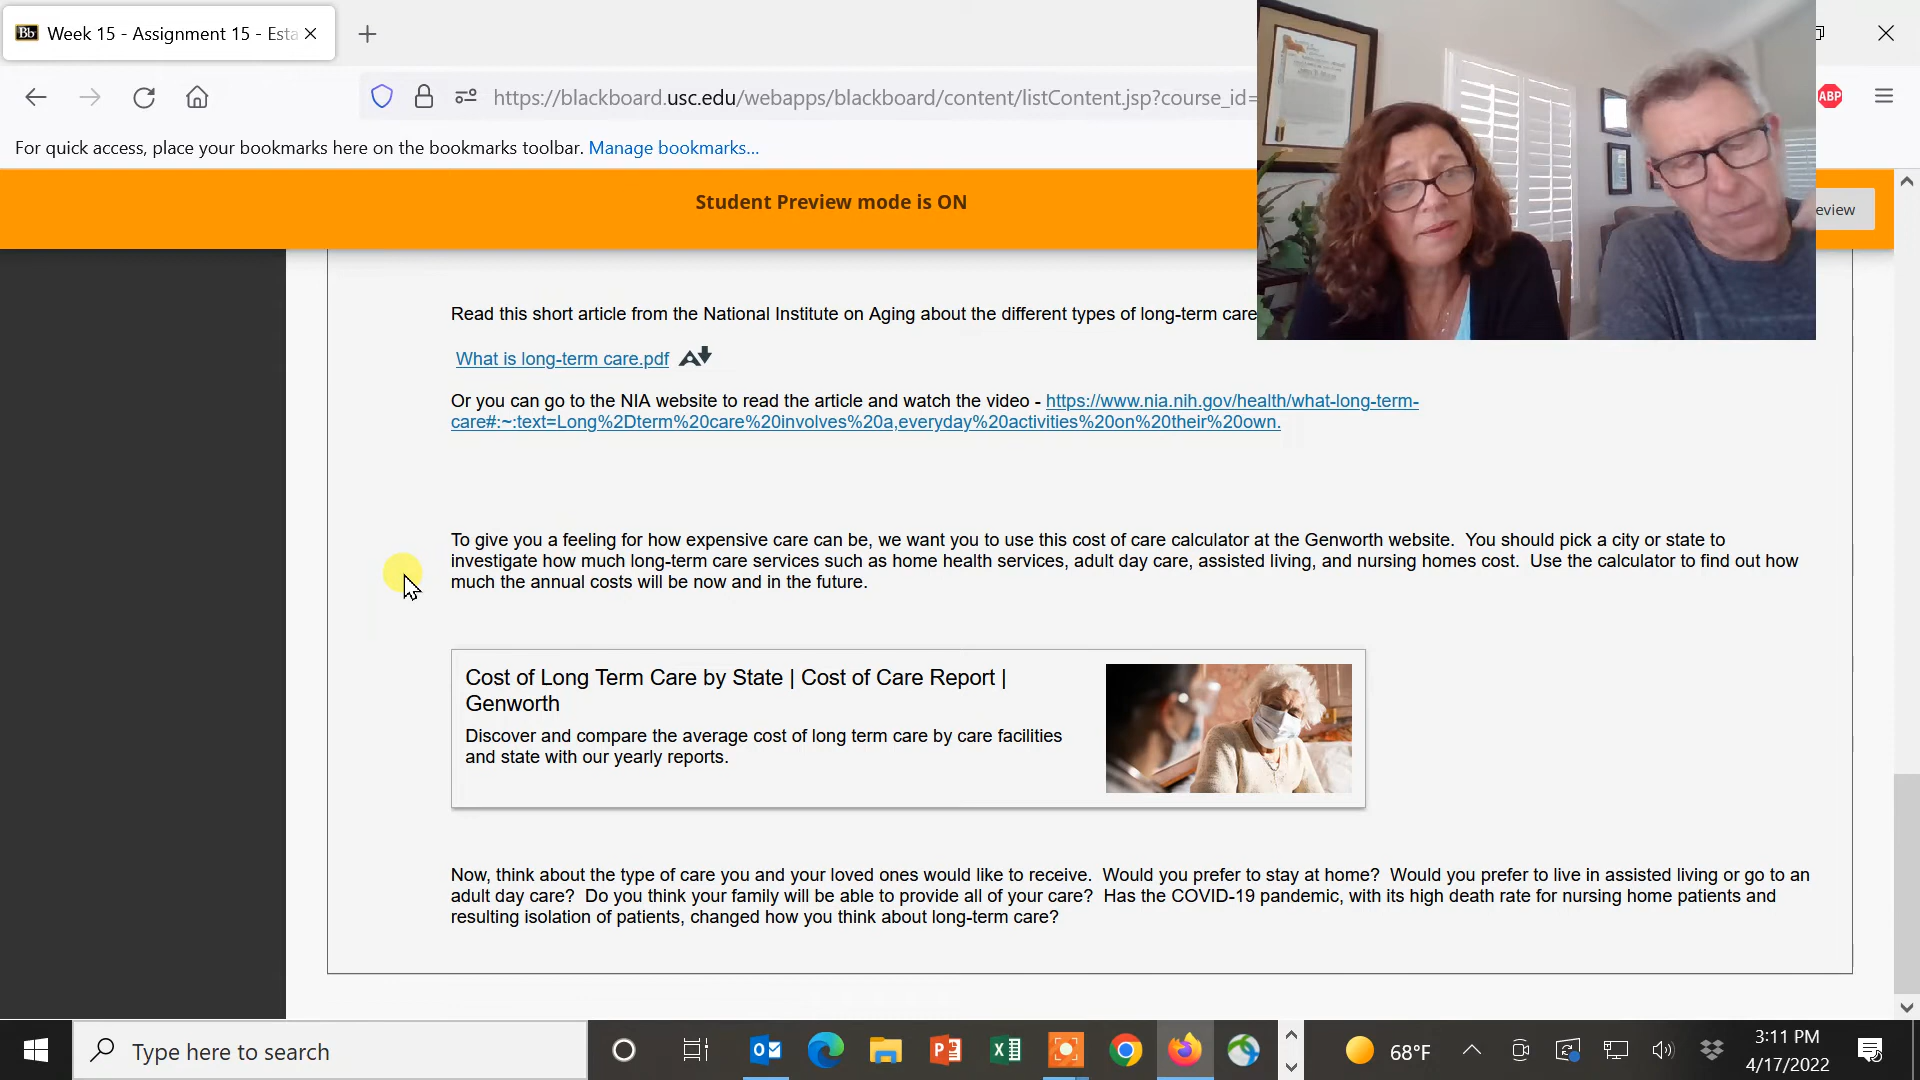 Bb Week 15 - Assignment 15 - Esta
https://blackboard.usc.edu/webapps/blackboard/content/listContent.jsp?course_id=
ABP
For quick access, place your bookmarks here on the bookmarks toolbar. Manage bookmarks...
Student Preview mode is ON
eview
Read this short article from the National Institute on Aging about the different types of long-term care
What is long-term care.pdf
Or you can go to the NIA website to read the article and watch the video - https://www.nia.nih.gov/health/what-long-term-
care#:~:text=Long%2Dterm%20care%20involves%20a,everyday%20activities%20on%20their%20own.
To give you a feeling for how expensive care can be, we want you to use this cost of care calculator at the Genworth website. You should pick a city or state to
investigate how much long-term care services such as home health services, adult day care, assisted living, and nursing homes cost. Use the calculator to find out how
much the annual costs will be now and in the future.
Cost of Long Term Care by State | Cost of Care Report |
Genworth
Discover and compare the average cost of long term care by care facilities
and state with our yearly reports.
Now, think about the type of care you and your loved ones would like to receive. Would you prefer to stay at home? Would you prefer to live in assisted living or go to an
adult day care? Do you think your family will be able to provide all of your care? Has the COVID-19 pandemic, with its high death rate for nursing home patients and
resulting isolation of patients, changed how you think about long-term care?
Type here to search
68°F
3:11 PM
4/17/2022